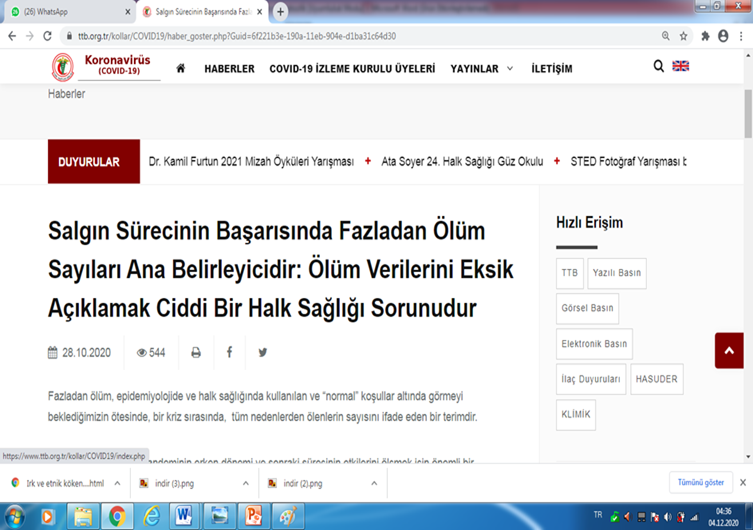 (26) WhatsApp
Salgın Sürecinin Başarısında Fazla
ttb.org.tr/kollar/COVID19/haber_goster.php?Guid=6f221b3e-190a-11eb-904e-d1ba31c64d30
Koronavirüs
(COVID-19)
HABERLER
COVID-19 İZLEME KURULU ÜYELERİ
YAYINLAR
İLETİŞİM
Haberler
DUYURULAR
Dr. Kamil Furtun 2021 Mizah Öyküleri Yarışması + Ata Soyer 24. Halk Sağlığı Güz Okulu + STED Fotoğraf Yarışması b
Salgın Sürecinin Başarısında Fazladan Ölüm
Sayıları Ana Belirleyicidir: Ölüm Verilerini Eksik
Açıklamak Ciddi Bir Halk Sağlığı Sorunudur
28.10.2020
544
Fazladan ölüm, epidemiyolojide ve halk sağlığında kullanılan ve “normal” koşullar altında görmeyi
beklediğimizin ötesinde, bir kriz sırasında, tüm nedenlerden ölenlerin sayısını ifade eden bir terimdir.
pandeminin erken dönemi ve sonraki sürecinin etkilerini ölçmek için önemli bir
Hızlı Erişim
TTB
Yazılı Basın
Görsel Basın
Elektronik Basın
İlaç Duyuruları
HASUDER
KLİMİK
https://www.ttb.org.tr/kollar/COVID19/index.php
Irk ve etnik köken....html
indir (3).png
indir (2).png
Tümünü göster
TR
04:36
04.12.2020